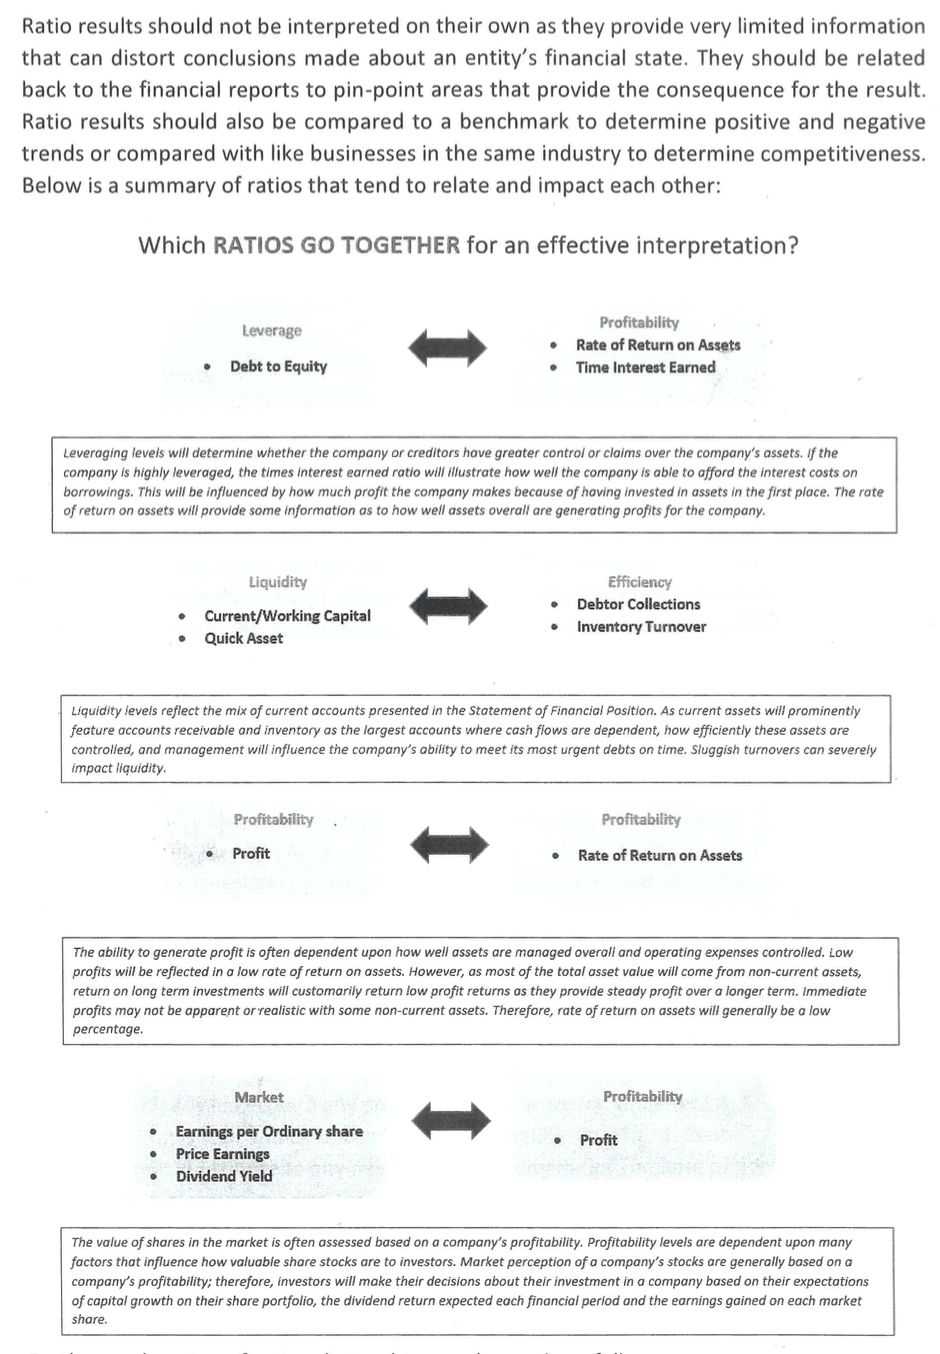 Ratio results should not be interpreted on their own as they provide very limited information
that can distort conclusions made about an entity's financial state. They should be related
back to the financial reports to pin-point areas that provide the consequence for the result.
Ratio results should also be compared to a benchmark to determine positive and negative
trends or compared with like businesses in the same industry to determine competitiveness.
Below is a summary of ratios that tend to relate and impact each other:
Which RATIOS GO TOGETHER for an effective interpretation?
Leverage
• Debt to Equity
Profitability
• Rate of Return on Assets
• Time Interest Earned
Leveraging levels will determine whether the company or creditors have greater control or claims over the company's assets. If the
company is highly leveraged, the times interest earned ratio will illustrate how well the company is able to afford the interest costs on
borrowings. This will be influenced by how much profit the company makes because of having invested in assets in the first place. The rate
of return on assets will provide some information as to how well assets overall are generating profits for the company.
Liquidity
• Current/Working Capital
• Quick Asset
Efficiency
• Debtor Collections
• Inventory Turnover
Liquidity levels reflect the mix of current accounts presented in the Statement of Financial Position. As current assets will prominently
feature accounts receivable and inventory as the largest accounts where cash flows are dependent, how efficiently these assets are
controlled, and management will influence the company's ability to meet its most urgent debts on time. Sluggish turnovers can severely
impact liquidity.
Profitability
• Profit
Profitability
• Rate of Return on Assets
The ability to generate profit is often dependent upon how well assets are managed overall and operating expenses controlled. Low
profits will be reflected in a low rate of return on assets. However, as most of the total asset value will come from non-current assets,
return on long term investments will customarily return low profit returns as they provide steady profit over a longer term. Immediate
profits may not be apparent or realistic with some non-current assets. Therefore, rate of return on assets will generally be a low
percentage.
Market
• Earnings per Ordinary share
• Price Earnings
• Dividend Yield
Profitability
• Profit
The value of shares in the market is often assessed based on a company's profitability. Profitability levels are dependent upon many
factors that influence how valuable share stocks are to investors. Market perception of a company's stocks are generally based on a
company's profitability; therefore, investors will make their decisions about their investment in a company based on their expectations
of capital growth on their share portfolio, the dividend return expected each financial period and the earnings gained on each market
share.